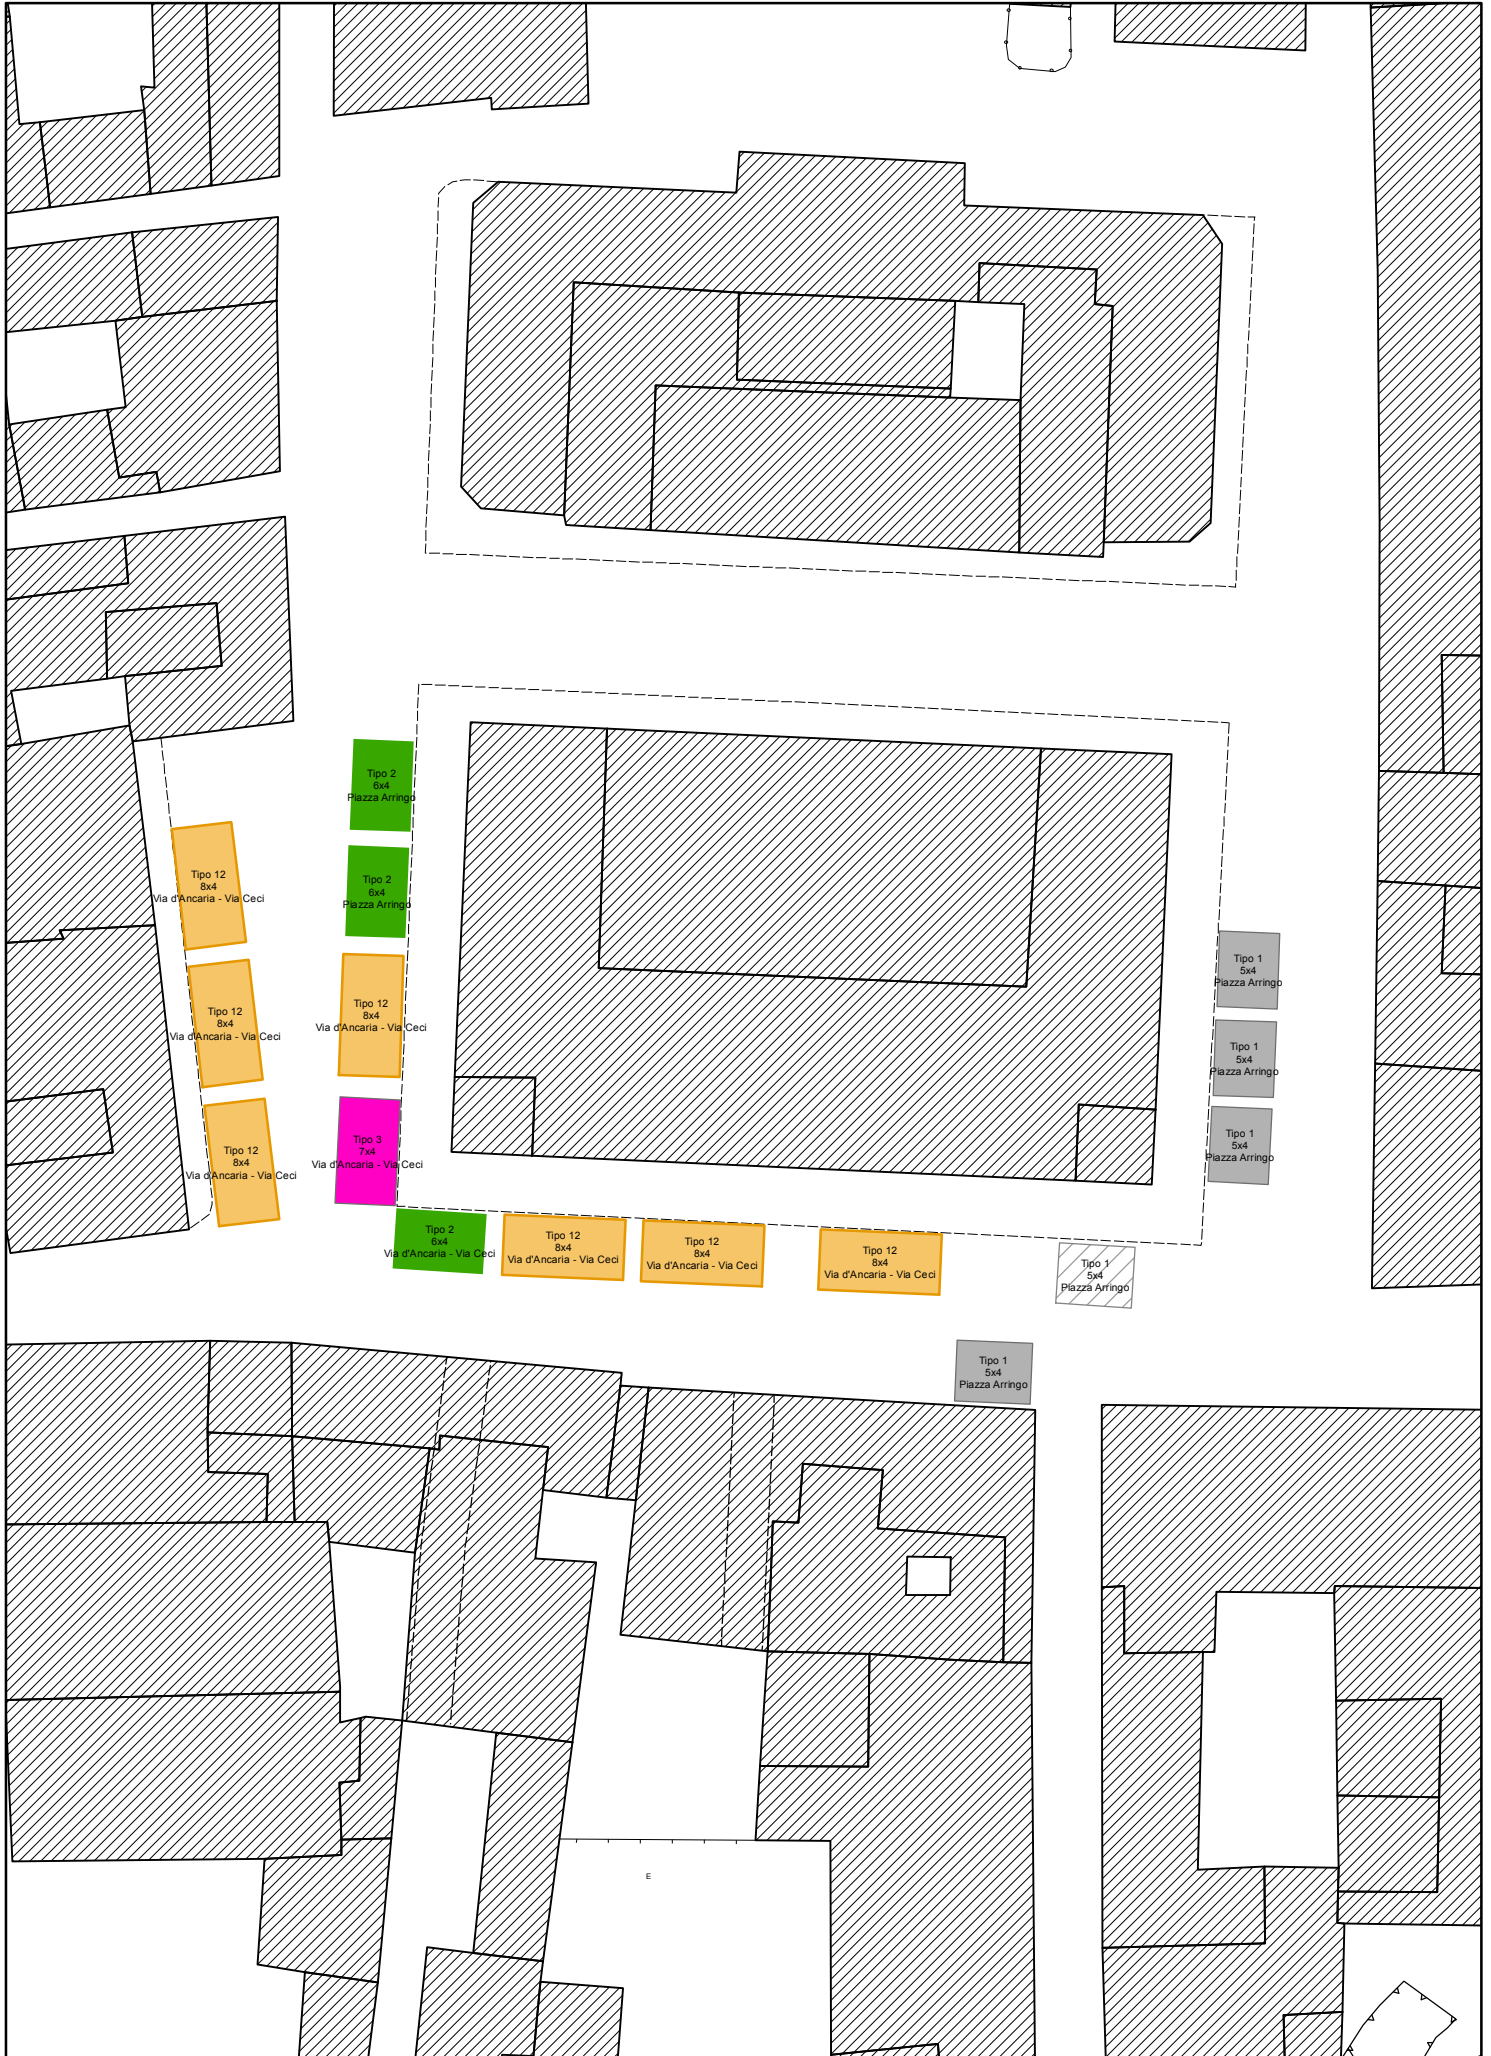 Tipo 2
6x4
Piazza Arringo
Tipo 12
8x4
Via d'Ancaria - Via Ceci
Tipo 2
6x4
Piazza Arringo
Tipo 1
5x4
Piazza Arringo
Tipo 12
8x4
Via d'Ancaria - Via Ceci
Tipo 12
8x4
Via d'Ancaria - Via Ceci
Tipo 1
5x4
Piazza Arringo
Tipo 3
7x4
Via d'Ancaria - Via Ceci
Tipo 12
8x4
Via d'Ancaria - Via Ceci
Tipo 1
5x4
Piazza Arringo
Tipo 2
6x4
Via d'Ancaria - Via Ceci
Tipo 12
8x4
Via d'Ancaria - Via Ceci
Tipo 12
8x4
Via d'Ancaria - Via Ceci
Tipo 12
8x4
Via d'Ancaria - Via Ceci
Tipo 1
5x4
Piazza Arringo
Tipo 1
5x4
Piazza Arringo
E